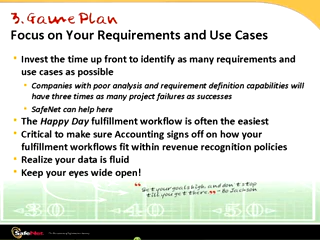 3. Game Plan
Focus on Your Requirements and Use Cases
Invest the time up front to identify as many requirements and
use cases as possible
Companies with poor analysis and requirement definition capabilities will
have three times as many project failures as successes
SafeNet can help here
The Happy Day fulfillment workflow is often the easiest
Critical to make sure Accounting signs off on how your
fulfillment workflows fit within revenue recognition policies
Realize your data is fluid
Keep your eyes wide open!
"Set your goals high, and don't stop
till you get there." - Bo Jackson
SafeNet